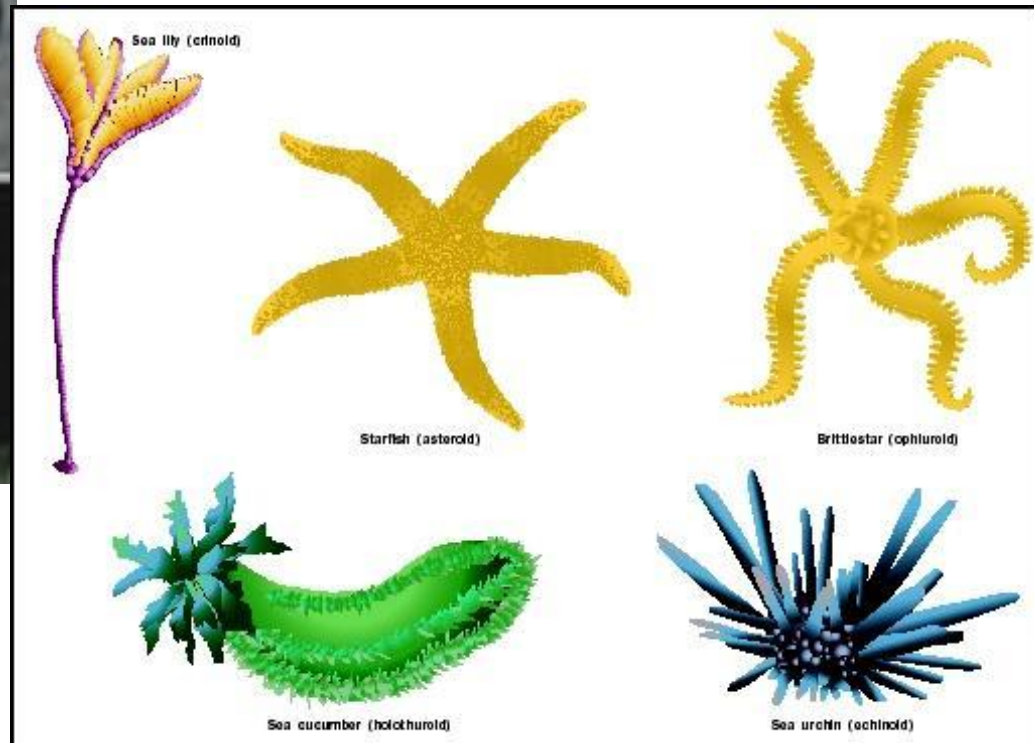 Sea lily (crinoid)
Starfish (asteroid)
Brittlestar (ophiuroid)
Sea cucumber (holothuroid)
Sea urchin (echinoid)